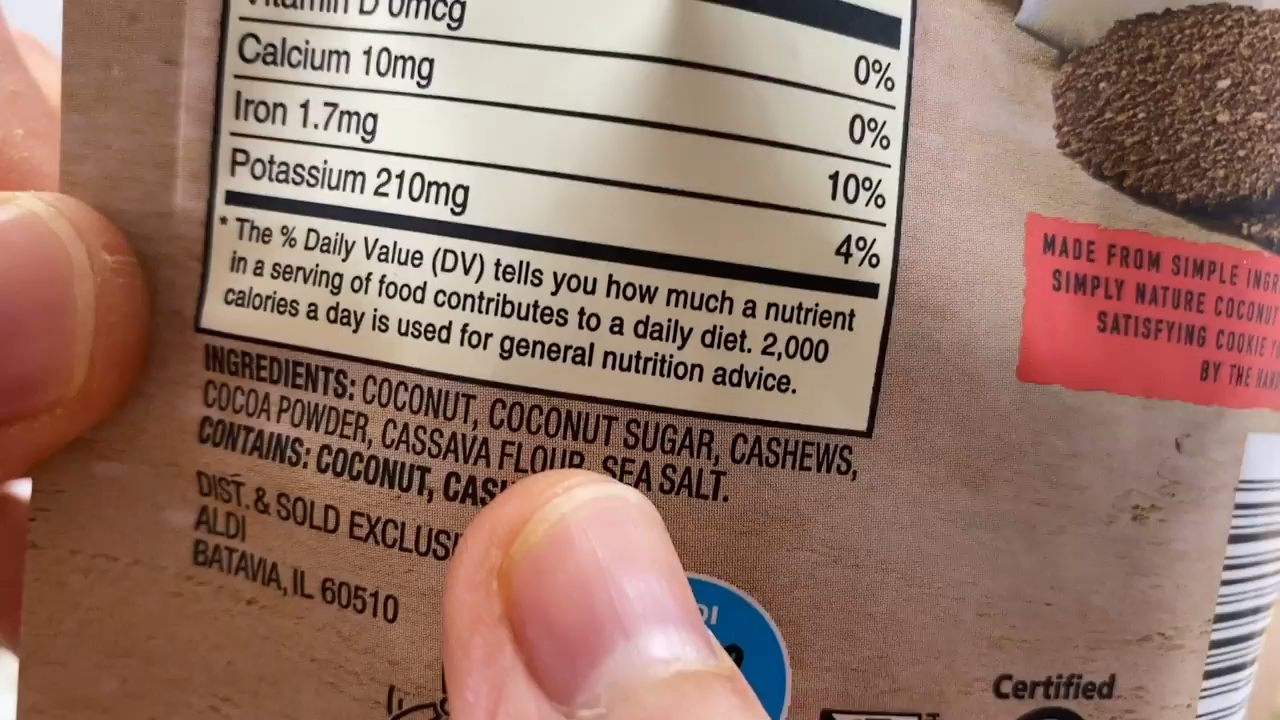 Vitamin D 0mcg 0%
Calcium 10mg 0%
Iron 1.7mg 10%
Potassium 210mg 4%
* The % Daily Value (DV) tells you how much a nutrient
in a serving of food contributes to a daily diet. 2,000
calories a day is used for general nutrition advice.
INGREDIENTS: COCONUT, COCONUT SUGAR, CASHEWS,
COCOA POWDER, CASSAVA FLOUR, SEA SALT.
CONTAINS: COCONUT,
DIST. & SOLD
ALDI
BATAVIA, IL 60510
MADE FROM SIMPLE
SIMPLY NATURE COCONUT
SATISFYING COOKIE
BY THE
Certified